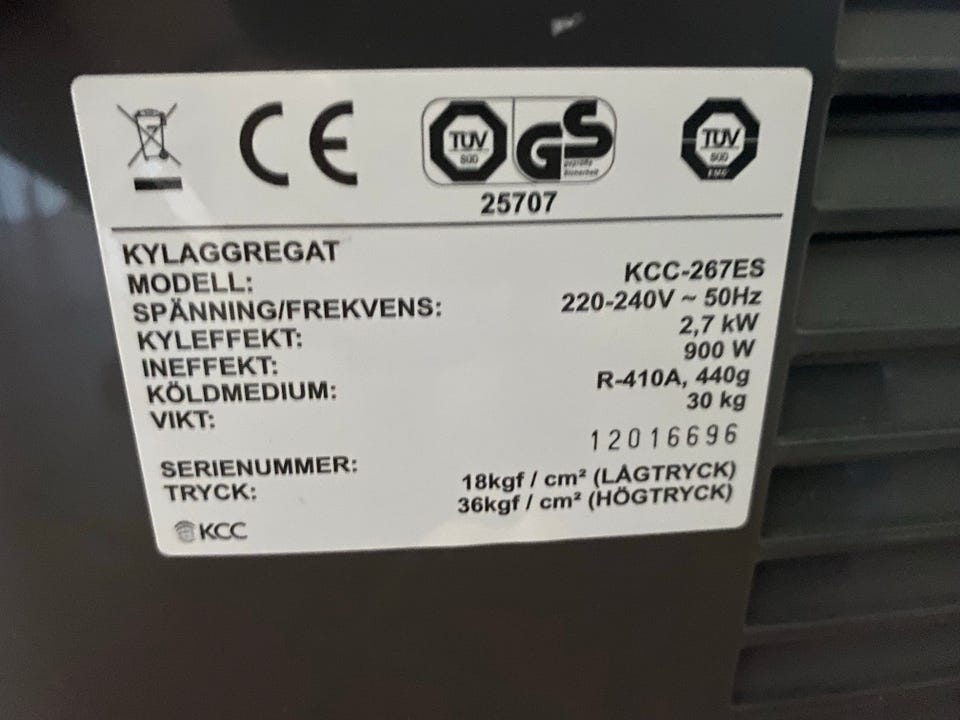 CE
TÜV
SÜD
GS
geprüfte
Sicherheit
TÜV
SÜD
EMC
25707
KYLAGGREGAT
MODELL: KCC-267ES
SPÄNNING/FREKVENS: 220-240V ~ 50Hz
KYLEFFEKT: 2,7 kW
INEFFEKT: 900 W
KÖLDMEDIUM: R-410A, 440g
VIKT: 30 kg
SERIENUMMER: 12016696
TRYCK: 18kgf / cm² (LÅGTRYCK)
36kgf / cm² (HÖGTRYCK)
KCC